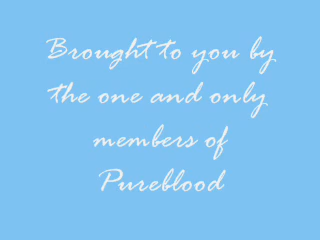 Brought to you by
the one and only
members of
Pureblood